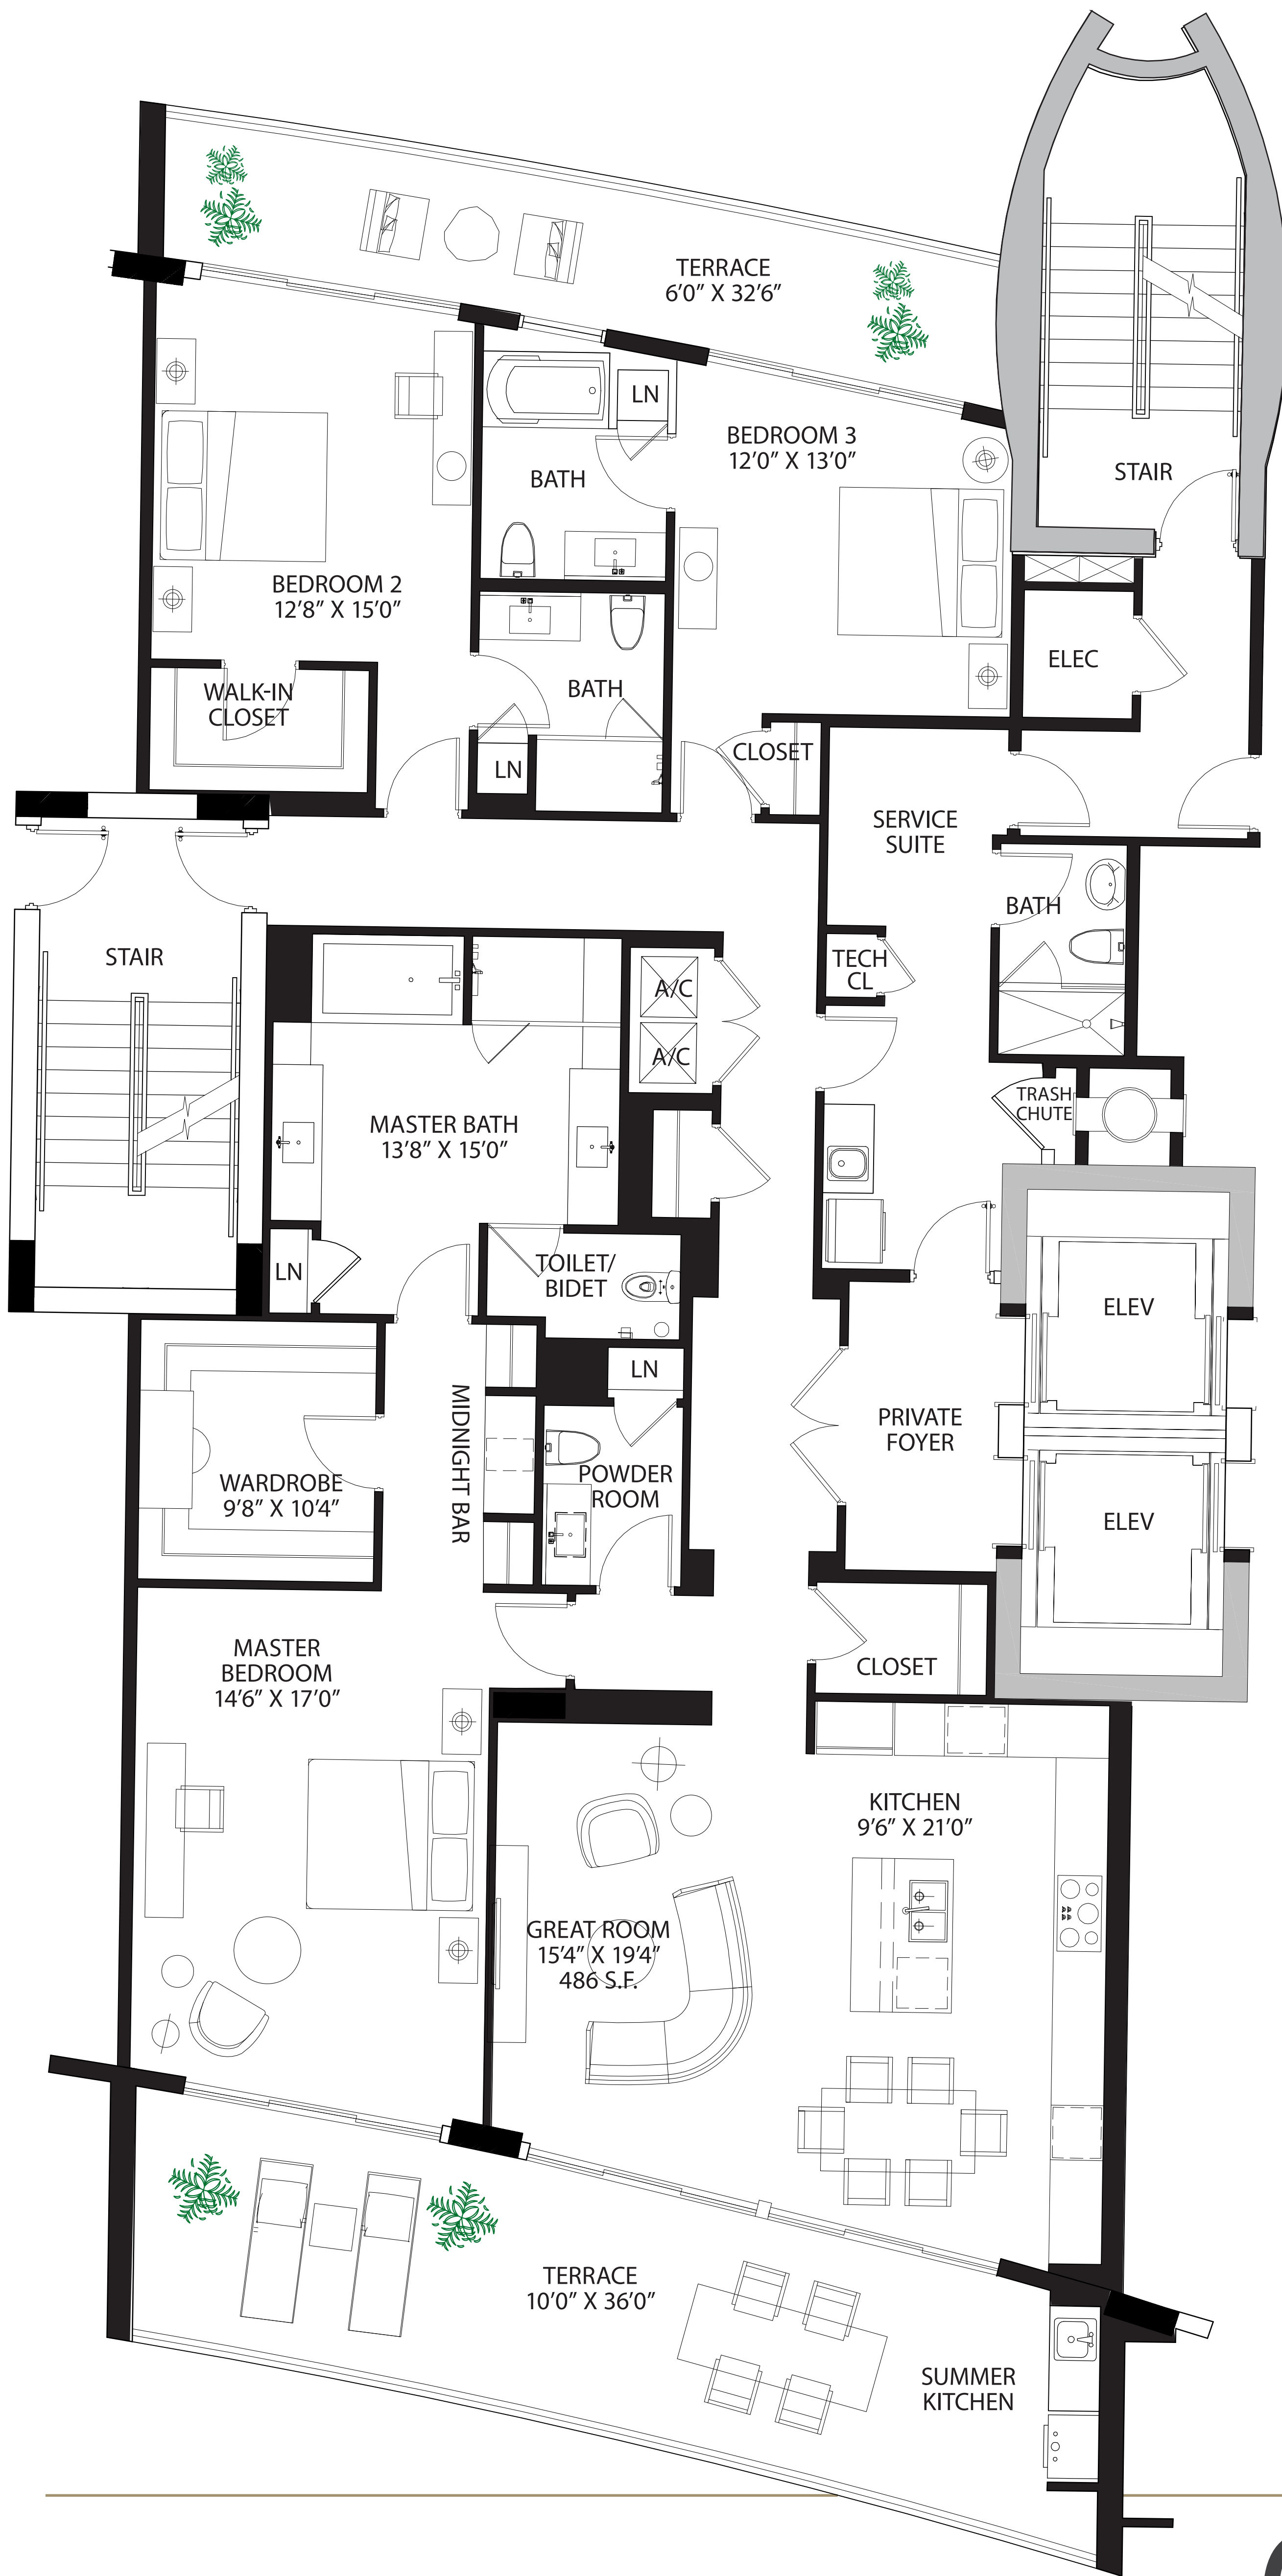 TERRACE
6'0" X 32'6"
LN
BEDROOM 3
12'0" X 13'0"
STAIR
BATH
BEDROOM 2
12'8" X 15'0"
ELEC
BATH
WALK-IN
CLOSET
CLOSET
LN
SERVICE
SUITE
BATH
STAIR
TECH
CL
A/C
A/C
TRASH
CHUTE
MASTER BATH
13'8" X 15'0"
TOILET/
BIDET
LN
ELEV
LN
MIDNIGHT BAR
PRIVATE
FOYER
POWDER
ROOM
WARDROBE
9'8" X 10'4"
ELEV
MASTER
BEDROOM
14'6" X 17'0"
CLOSET
KITCHEN
9'6" X 21'0"
GREAT ROOM
15'4" X 19'4"
486 S.F.
TERRACE
10'0" X 36'0"
SUMMER
KITCHEN